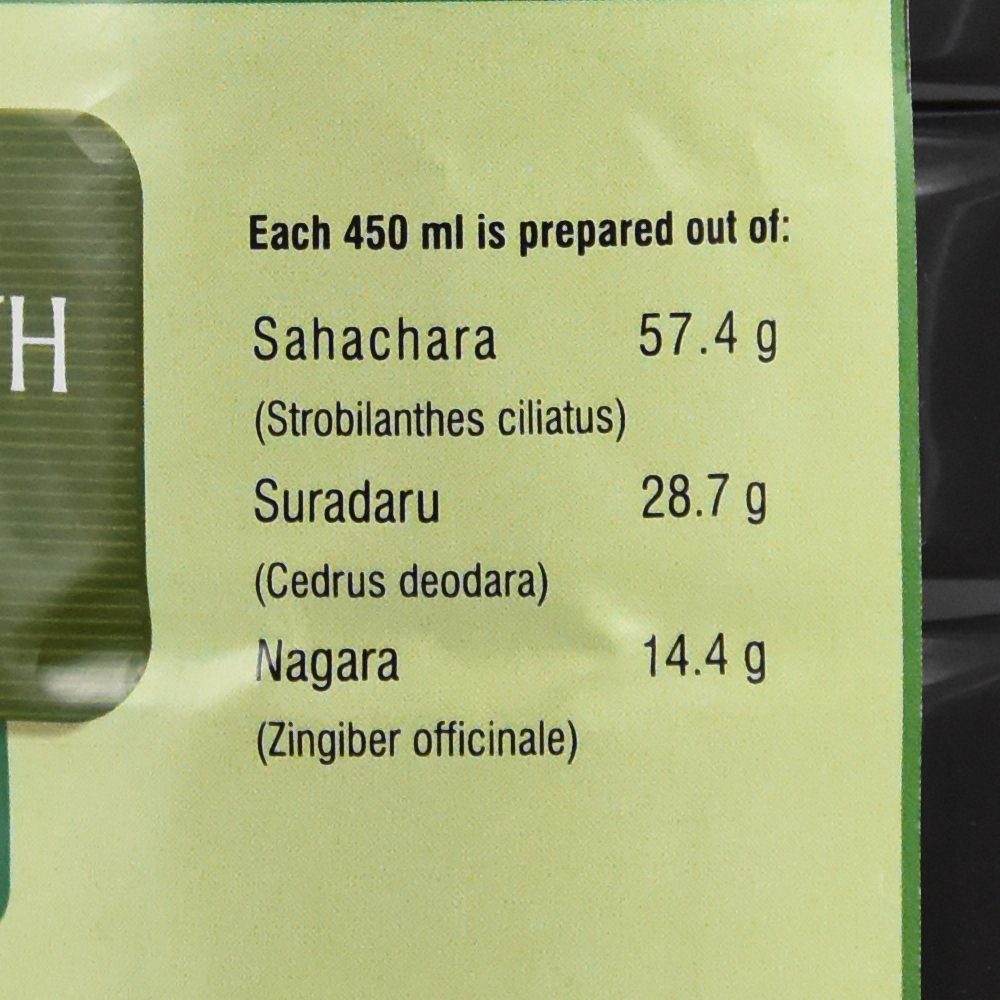 Each 450 ml is prepared out of:
Sahachara 57.4 g
(Strobilanthes ciliatus)
Suradaru 28.7 g
(Cedrus deodara)
Nagara 14.4 g
(Zingiber officinale)